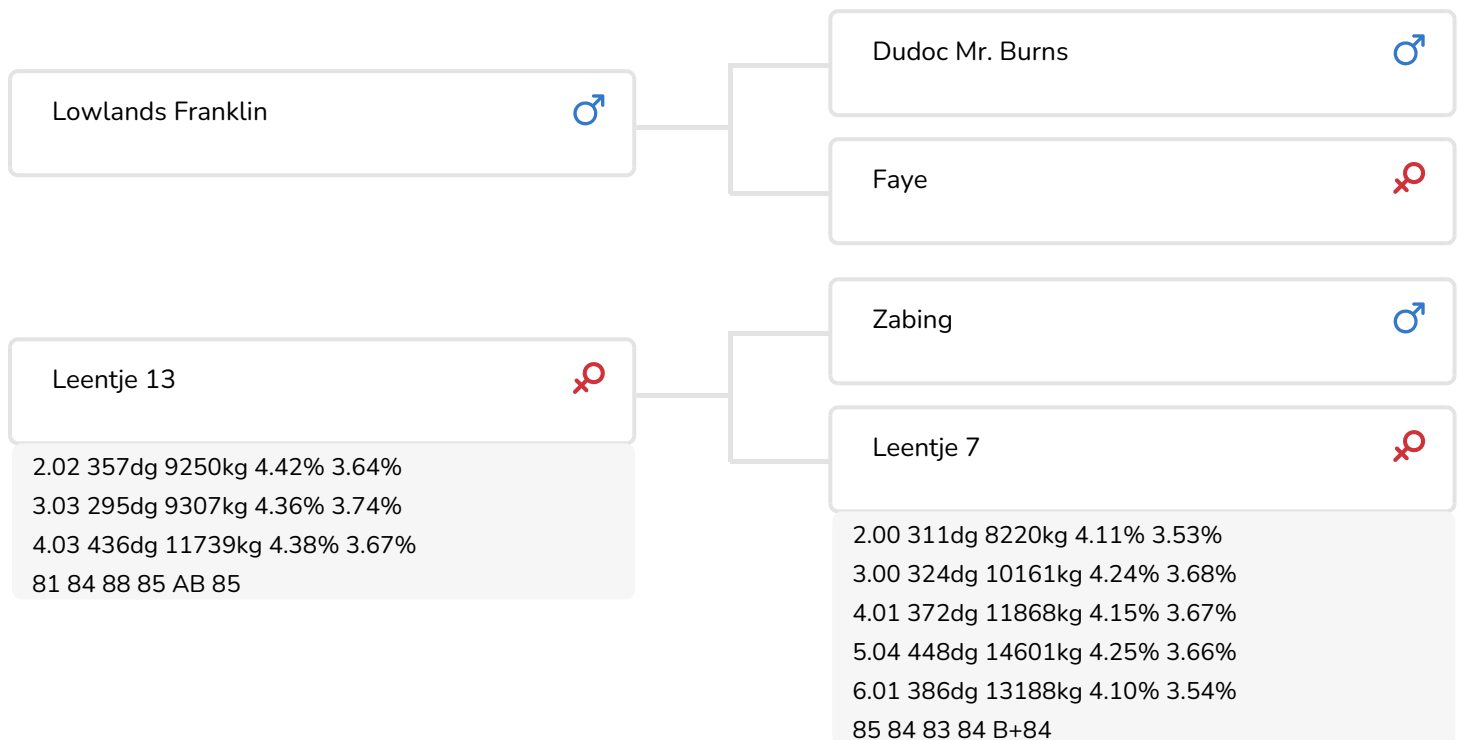 Lowlands Franklin
Dudoc Mr. Burns
Faye
Leentje 13
2.02 357dg 9250kg 4.42% 3.64%
3.03 295dg 9307kg 4.36% 3.74%
4.03 436dg 11739kg 4.38% 3.67%
81 84 88 85 AB 85
Zabing
Leentje 7
2.00 311dg 8220kg 4.11% 3.53%
3.00 324dg 10161kg 4.24% 3.68%
4.01 372dg 11868kg 4.15% 3.67%
5.04 448dg 14601kg 4.25% 3.66%
6.01 386dg 13188kg 4.10% 3.54%
85 84 83 84 B+84